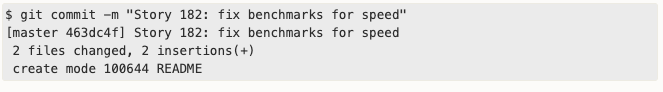 $ git commit -m "Story 182: fix benchmarks for speed"
[master 463dc4f] Story 182: fix benchmarks for speed
 2 files changed, 2 insertions(+)
 create mode 100644 README